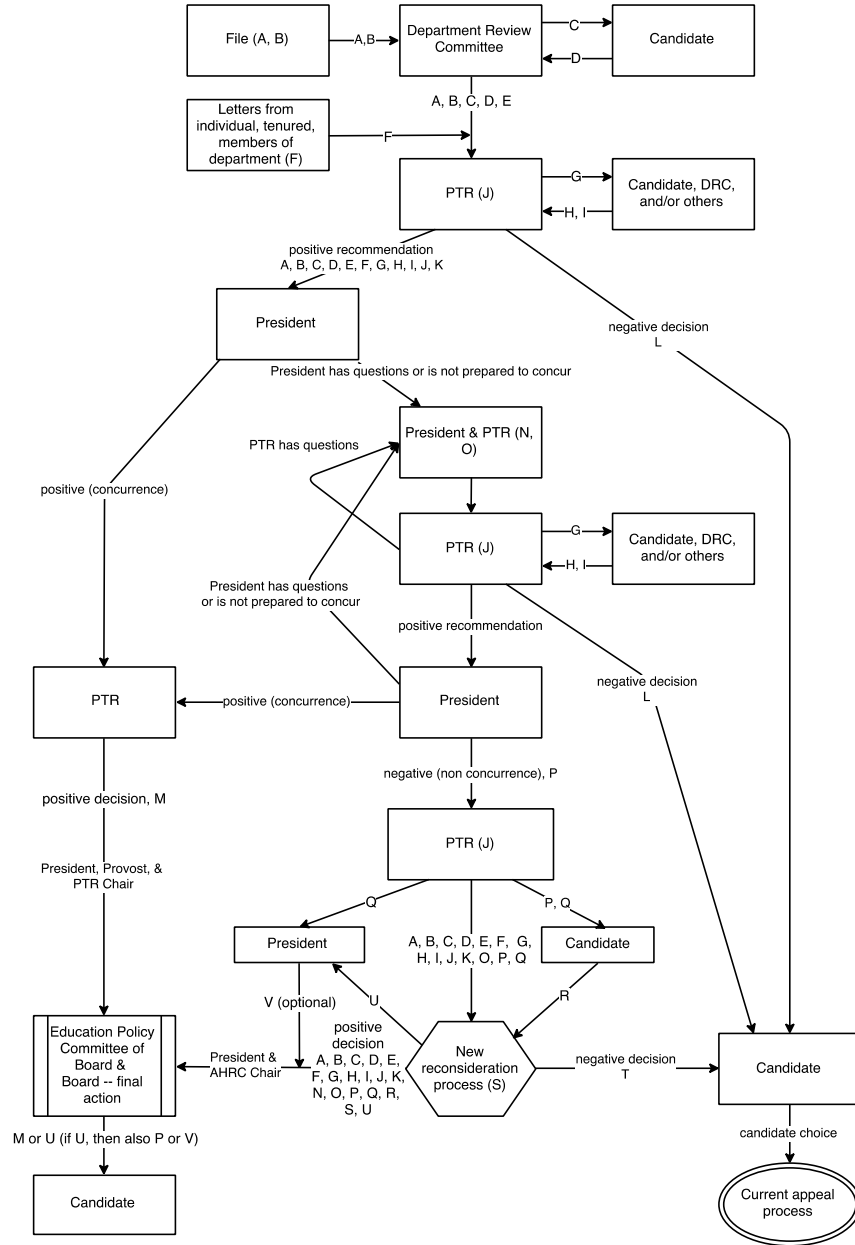 File (A, B)
A,B
Department Review
Committee
C
D
Candidate
A, B, C, D, E
Letters from
individual, tenured,
members of
department (F)
F
PTR (J)
G
H, I
Candidate, DRC,
and/or others
positive recommendation
A, B, C, D, E, F, G, H, I, J, K
negative decision
L
President
President has questions or is not prepared to concur
President & PTR (N,
O)
PTR has questions
positive (concurrence)
PTR (J)
G
H, I
Candidate, DRC,
and/or others
President has questions
or is not prepared to concur
positive recommendation
negative decision
L
PTR
positive (concurrence)
President
negative (non concurrence), P
positive decision, M
PTR (J)
President, Provost, &
PTR Chair
Q
P, Q
President
A, B, C, D, E, F,  G,
H, I, J, K, O, P, Q
Candidate
V (optional)
U
R
Education Policy
Committee of
Board &
Board -- final
action
President &
AHRC Chair
positive
decision
A, B, C, D, E,
F, G, H, I, J, K,
N, O, P, Q, R,
S, U
New
reconsideration
process (S)
negative decision
T
Candidate
M or U (if U, then also P or V)
candidate choice
Candidate
Current appeal
process